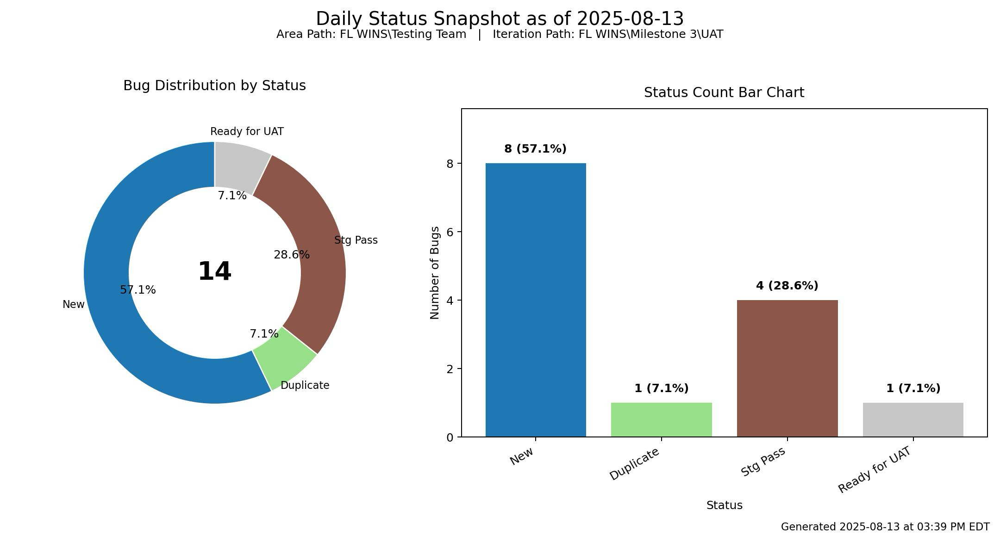 Daily Status Snapshot as of 2025-08-13
Area Path: FL WINS\Testing Team | Iteration Path: FL WINS\Milestone 3\UAT
Bug Distribution by Status
Ready for UAT
7.1%
Stg Pass
28.6%
14
57.1%
New
7.1%
Duplicate
Status Count Bar Chart
8 (57.1%)
8
6
4 (28.6%)
4
2
1 (7.1%)
1 (7.1%)
0
Number of Bugs
New
Duplicate
Stg Pass
Ready for UAT
Status
Generated 2025-08-13 at 03:39 PM EDT